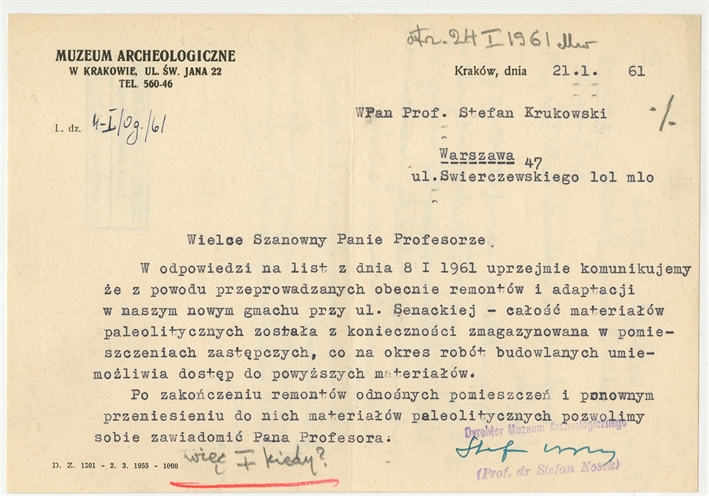 otrz. 24 I 1961
MUZEUM ARCHEOLOGICZNE
W KRAKOWIE, UL. ŚW. JANA 22
TEL. 560-46
Kraków, dnia 21.1. 61
L. dz. 4-I/Og./61
WPan Prof. Stefan Krukowski
·/.
Warszawa 47
ul.Swierczewskiego lol mlo
Wielce Szanowny Panie Profesorze.
W odpowiedzi na list z dnia 8 I 1961 uprzejmie komunikujemy
że z powodu przeprowadzanych obecnie remontów i adaptacji
w naszym nowym gmachu przy ul. Senackiej - całość materiałów
paleolitycznych została z konieczności zmagazynowana w pomie-
szczeniach zastępczych, co na okres robót budowlanych umie-
możliwia dostęp do powyższych materiałów.
Po zakończeniu remontów odnośnych pomieszczeń i ponownym
przeniesieniu do nich materiałów paleolitycznych pozwolimy
sobie zawiadomić Pana Profesora.
Dyrektor Muzeum Archeologicznego
(Prof. dr Stefan Nosek)
więc kiedy?
D. Z. 1301 - 2. 3. 1955 - 1000